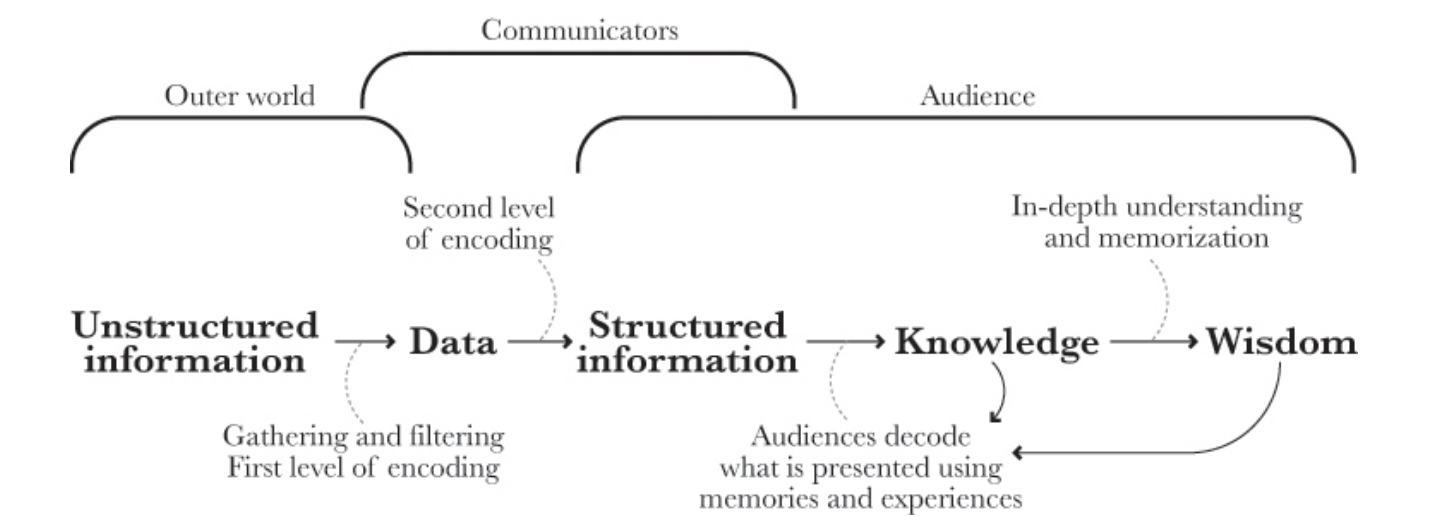 Communicators
Outer world
Audience
Second level
of encoding
In-depth understanding
and memorization
Unstructured
information
Data
Structured
information
Knowledge
Wisdom
Gathering and filtering
First level of encoding
Audiences decode
what is presented using
memories and experiences